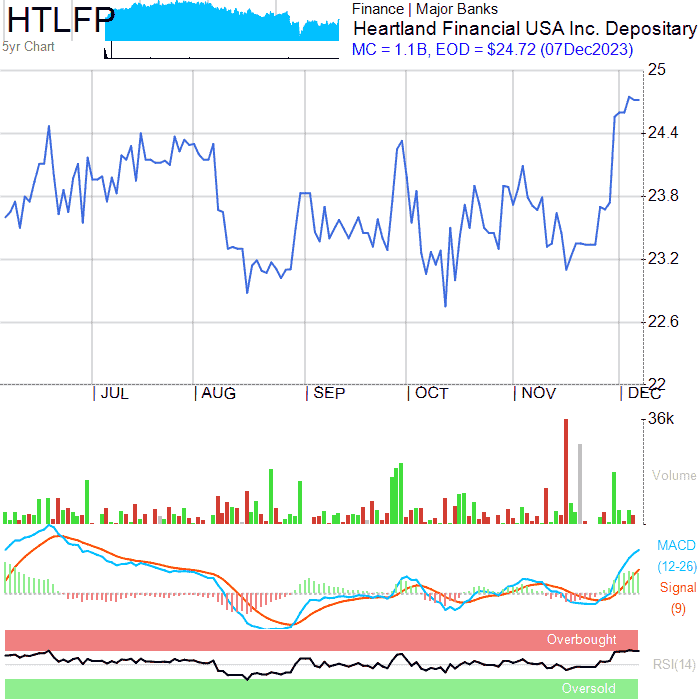 HTLFP
5yr Chart
Finance | Major Banks
Heartland Financial USA Inc. Depositary
MC = 1.1B, EOD = $24.72 (07Dec2023)
25
24.4
23.8
23.2
22.6
22
JUL AUG SEP OCT NOV DEC
36k
Volume
MACD
(12-26)
Signal
(9)
Overbought
RSI(14)
Oversold